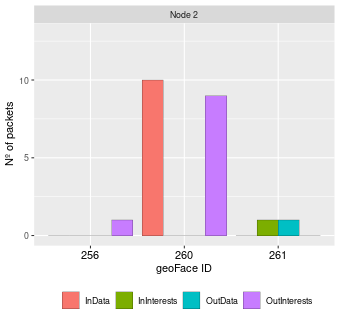 Node 2
Nº of packets
10
5
0
256 260 261
geoFace ID
InData InInterests OutData OutInterests